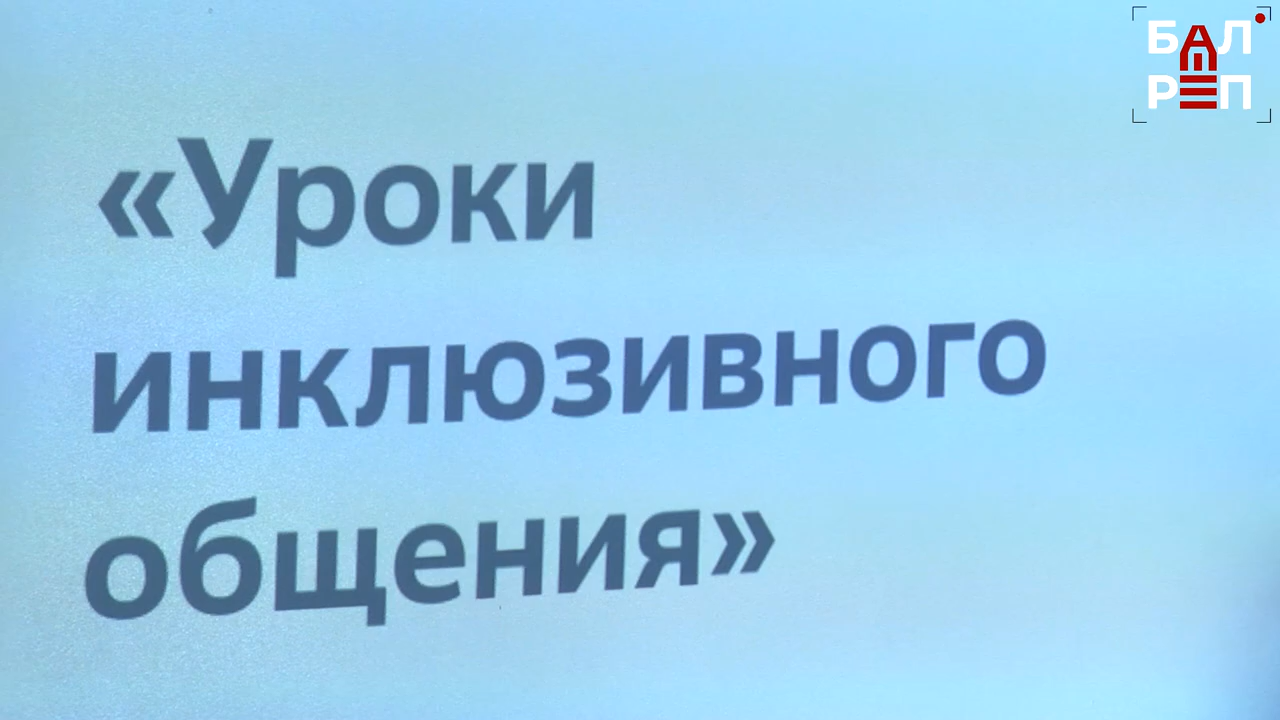 «Уроки
инклюзивного
общения»
БАЛ
РЕП